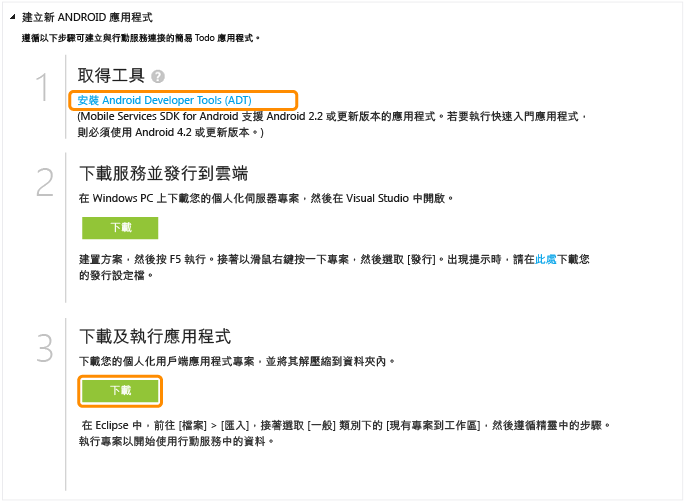 建立新 ANDROID 應用程式
遵循以下步驟可建立與行動服務連接的簡易 Todo 應用程式。
1
取得工具 ?
安裝 Android Developer Tools (ADT)
(Mobile Services SDK for Android 支援 Android 2.2 或更新版本的應用程式。若要執行快速入門應用程式，
則必須使用 Android 4.2 或更新版本。)
2
下載服務並發行到雲端
在 Windows PC 上下載您的個人化伺服器專案，然後在 Visual Studio 中開啟。
下載
建置方案，然後按 F5 執行。接著以滑鼠右鍵按一下專案，然後選取 [發行]。出現提示時，請在此處下載您
的發行設定檔。
3
下載及執行應用程式
下載您的個人化用戶端應用程式專案，並將其解壓縮到資料夾內。
下載
在 Eclipse 中，前往 [檔案] > [匯入]，接著選取 [一般] 類別下的 [現有專案到工作區]，然後遵循精靈中的步驟。
執行專案以開始使用行動服務中的資料。